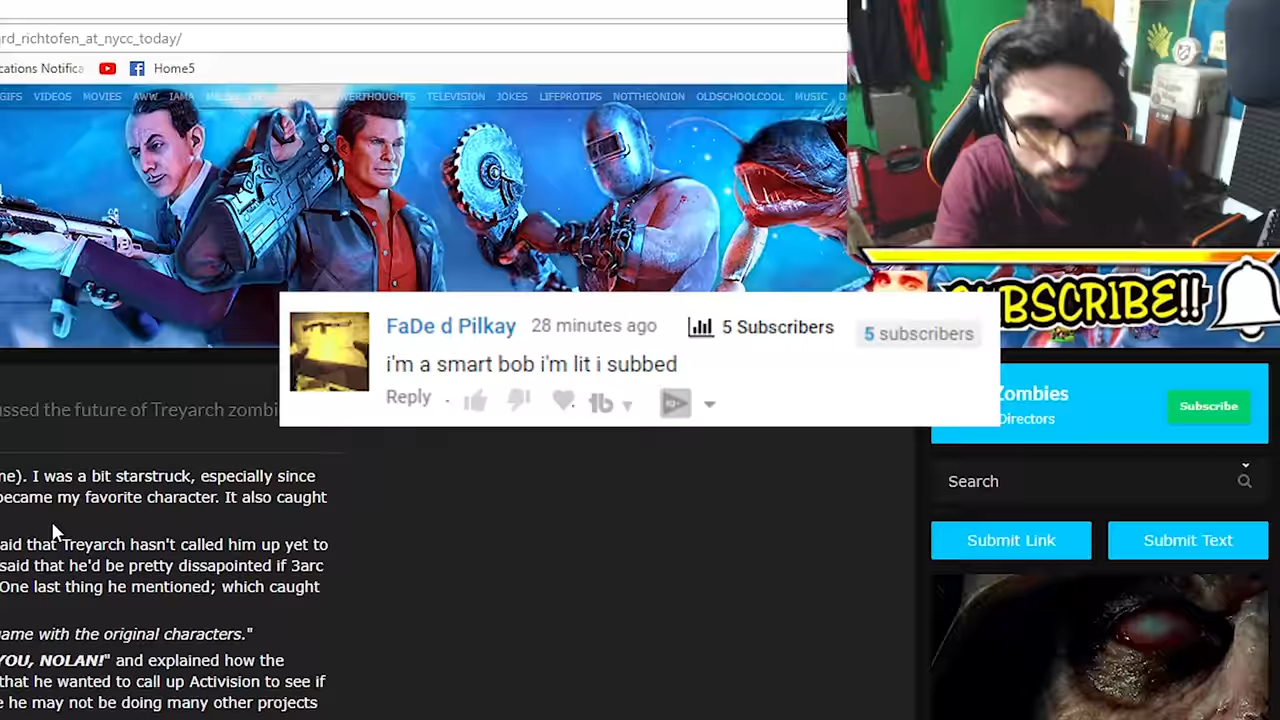 rd_richtofen_at_nycc_today/
cations Notifica
Home5
GIFS VIDEOS MOVIES AWW IAMA TELEVISION JOKES LIFEPROTIPS NOTTHEONION OLDSCHOOLCOOL MUSIC
SUBSCRIBE!!
FaDe d Pilkay 28 minutes ago 5 Subscribers 5 subscribers
i'm a smart bob i'm lit i subbed
Reply
ussed the future of Treyarch zombi
Zombies
Directors
Subscribe
me). I was a bit starstruck, especially since
became my favorite character. It also caught
Search
aid that Treyarch hasn't called him up yet to
said that he'd be pretty dissapointed if 3arc
One last thing he mentioned; which caught
Submit Link
Submit Text
ame with the original characters."
YOU, NOLAN!" and explained how the
that he wanted to call up Activision to see if
e he may not be doing many other projects